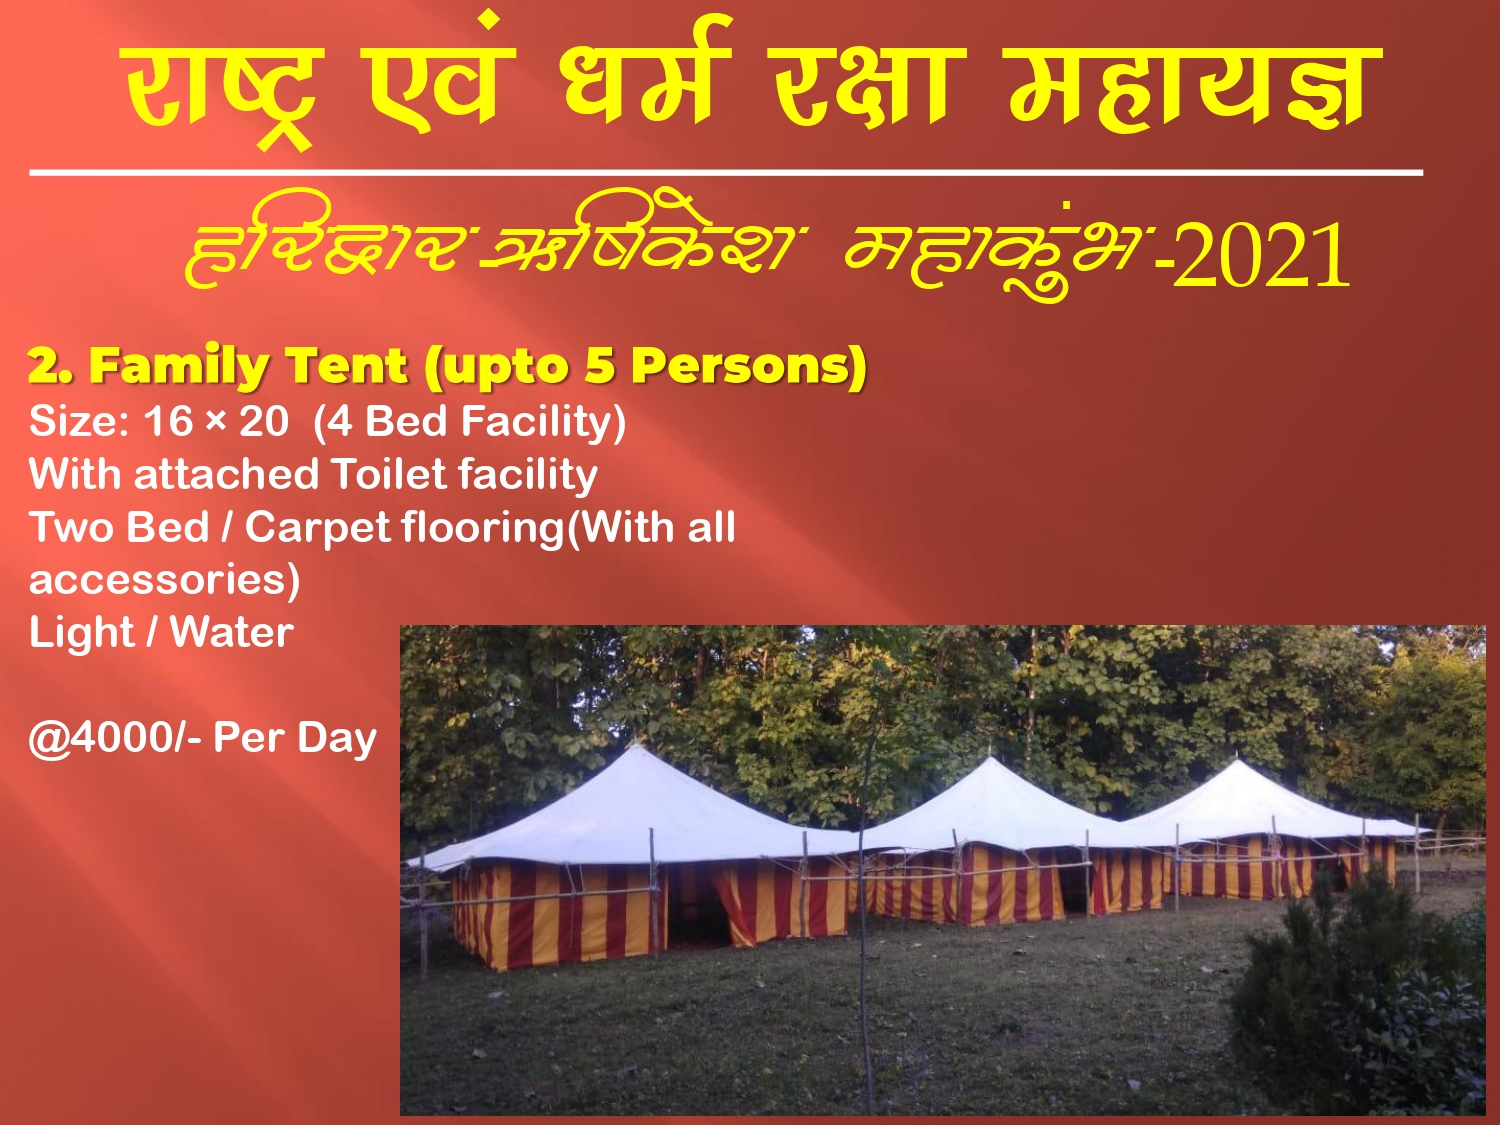 राष्ट्र एवं धर्म रक्षा महायज्ञ
हरिद्वार-ऋषिकेश महाकुंभ-2021
2. Family Tent (upto 5 Persons)
Size: 16 × 20 (4 Bed Facility)
With attached Toilet facility
Two Bed / Carpet flooring(With all
accessories)
Light / Water
@4000/- Per Day